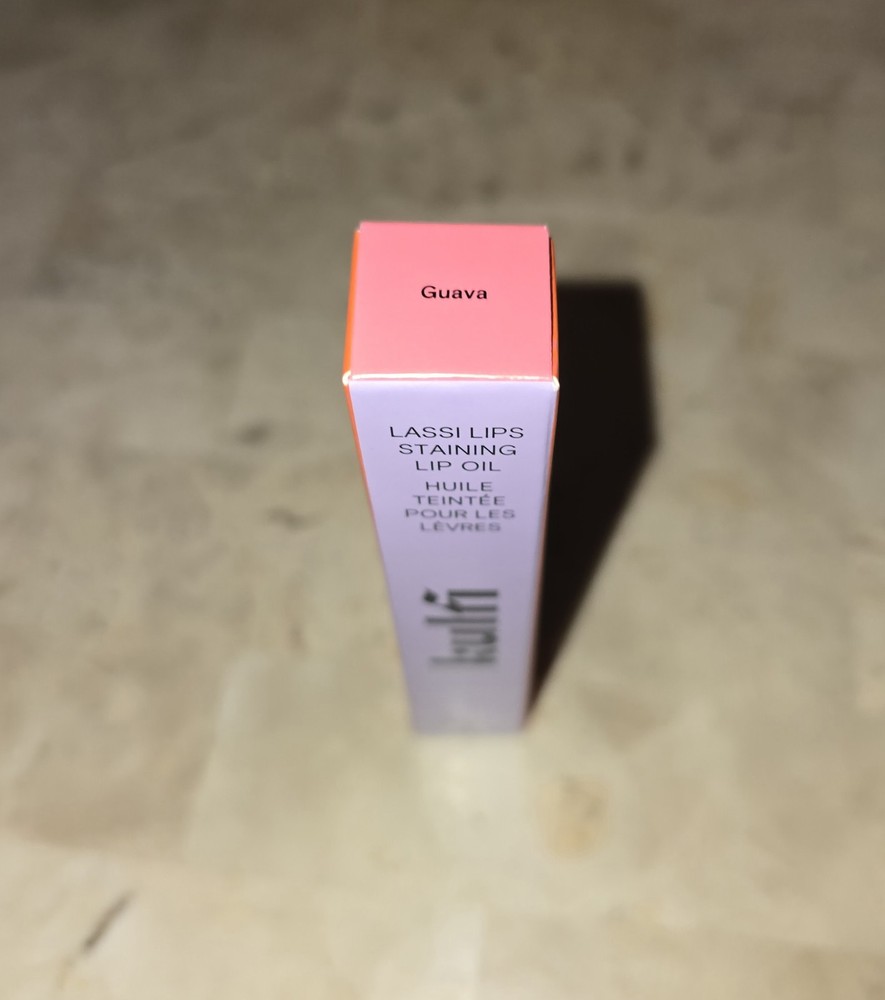 Guava
LASSI LIPS
STAINING
LIP OIL
HUILE
TEINTÉE
POUR LES
LÈVRES
kulfi